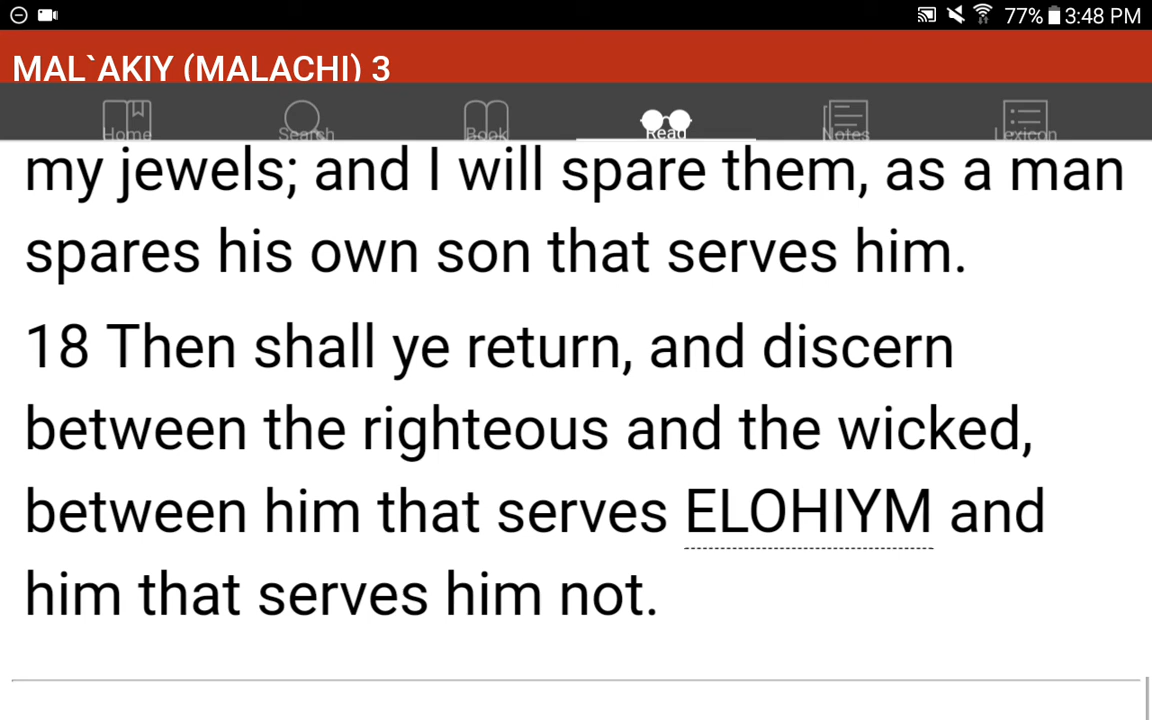 77% 3:48 PM
MAL`AKIY (MALACHI) 3
Home Search Book Read Notes Lexicon
my jewels; and I will spare them, as a man
spares his own son that serves him.
18 Then shall ye return, and discern
between the righteous and the wicked,
between him that serves ELOHIYM and
him that serves him not.